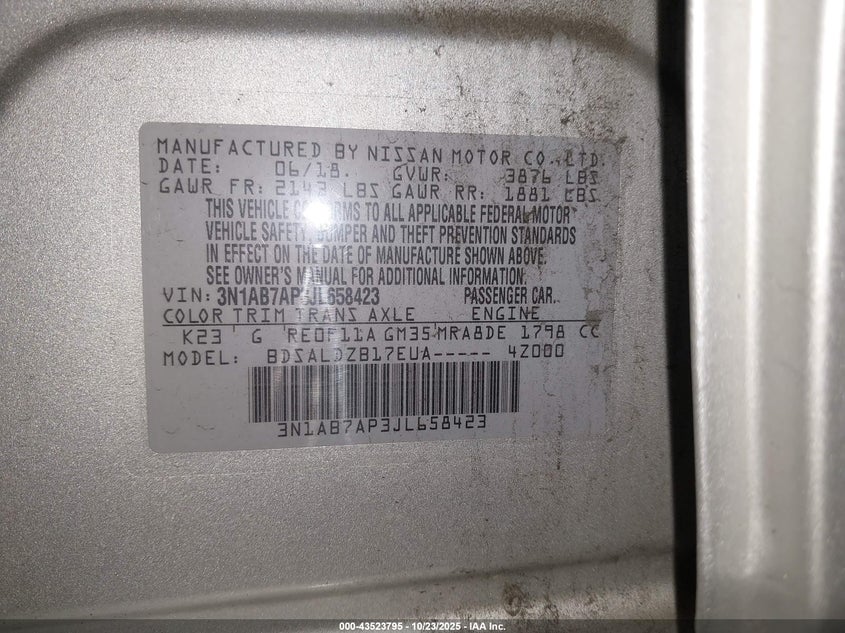 MANUFACTURED BY NISSAN MOTOR CO., LTD.
DATE: 06/18. GVWR: 3876 LBS
GAWR FR: 2143 LBS GAWR RR: 1881 LBS
THIS VEHICLE CONFORMS TO ALL APPLICABLE FEDERAL MOTOR
VEHICLE SAFETY, BUMPER AND THEFT PREVENTION STANDARDS
IN EFFECT ON THE DATE OF MANUFACTURE SHOWN ABOVE.
SEE OWNER'S MANUAL FOR ADDITIONAL INFORMATION.
VIN: 3N1AB7AP3JL658423 PASSENGER CAR.
COLOR TRIM TRANS AXLE ENGINE
K23 G RE0F11A GM35 MRA8DE 1798 CC
MODEL: BDSALDZB17EUA----- 4Z000
3N1AB7AP3JL658423
000-43523795 - 10/23/2025 - IAA Inc.